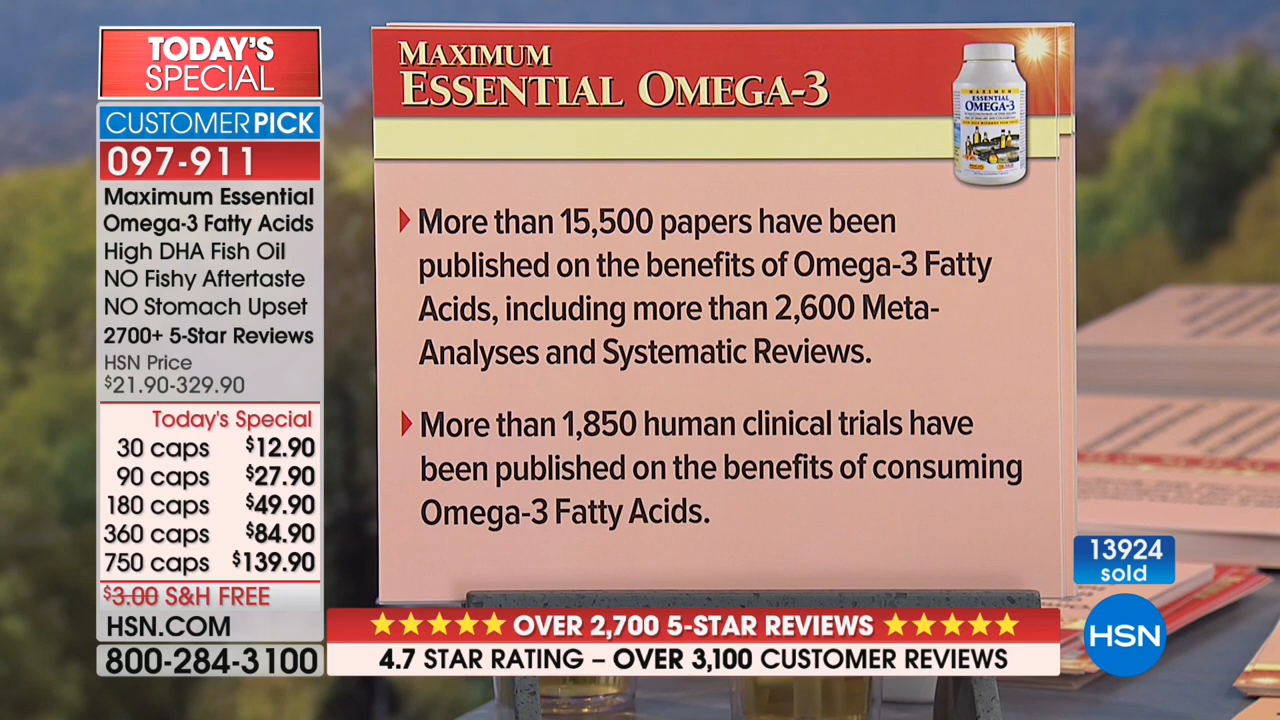 TODAY'S
SPECIAL
CUSTOMER PICK
097-911
Maximum Essential
Omega-3 Fatty Acids
High DHA Fish Oil
NO Fishy Aftertaste
NO Stomach Upset
2700+ 5-Star Reviews
HSN Price
$21.90-329.90
Today's Special
30 caps $12.90
90 caps $27.90
180 caps $49.90
360 caps $84.90
750 caps $139.90
$3.00 S&H FREE
HSN.COM
800-284-3100
MAXIMUM
ESSENTIAL OMEGA-3
MAXIMUM
ESSENTIAL
OMEGA-3
More than 15,500 papers have been
published on the benefits of Omega-3 Fatty
Acids, including more than 2,600 Meta-
Analyses and Systematic Reviews.
More than 1,850 human clinical trials have
been published on the benefits of consuming
Omega-3 Fatty Acids.
13924
sold
HSN
OVER 2,700 5-STAR REVIEWS
4.7 STAR RATING – OVER 3,100 CUSTOMER REVIEWS